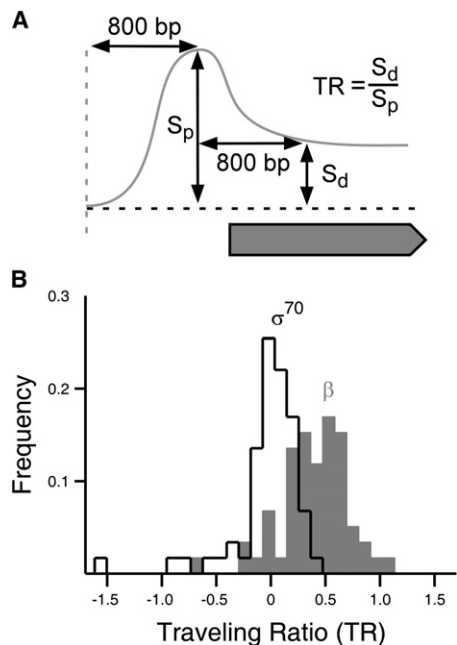 A
800 bp
TR = Sd/Sp
Sp
800 bp
Sd
B
0.3
σ70
β
0.2
Frequency
0.1
-1.5 -1.0 -0.5 0 0.5 1.0 1.5
Traveling Ratio (TR)